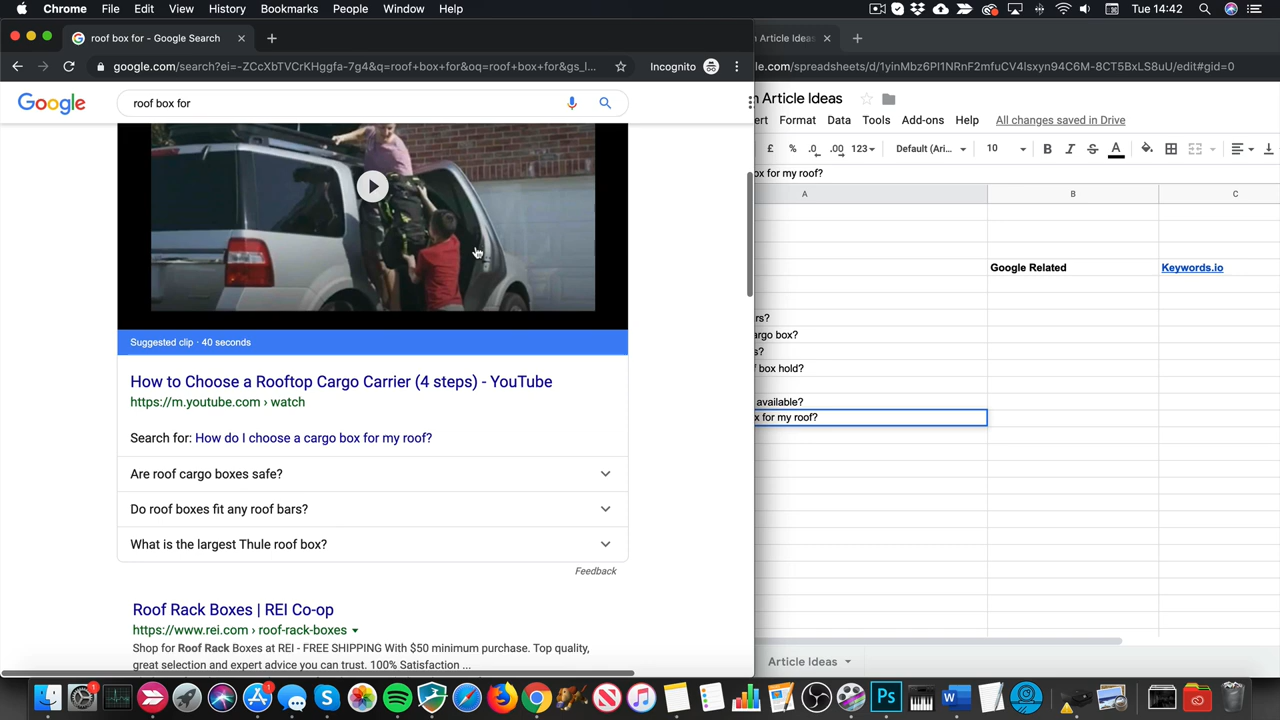 Chrome File Edit View History Bookmarks People Window Help Tue 14:42
roof box for - Google Search
n Article Ideas
google.com/search?ei=-ZCcXbTVCrKHggfa-7g4&q=roof+box+for&oq=roof+box+for&gs_l... Incognito
le.com/spreadsheets/d/1yinMbz6PI1NRnF2mfuCV4lsxyn94C6M-8CT5BxLS8uU/edit#gid=0
Google roof box for
n Article Ideas
ert Format Data Tools Add-ons Help All changes saved in Drive
£ % .0 .00 123 Default (Ari... 10 B I S A
ox for my roof?
A B C
Google Related Keywords.io
rs?
argo box?
s?
f box hold?
available?
x for my roof?
Suggested clip · 40 seconds
How to Choose a Rooftop Cargo Carrier (4 steps) - YouTube
https://m.youtube.com › watch
Search for: How do I choose a cargo box for my roof?
Are roof cargo boxes safe?
Do roof boxes fit any roof bars?
What is the largest Thule roof box?
Feedback
Roof Rack Boxes | REI Co-op
https://www.rei.com › roof-rack-boxes
Shop for Roof Rack Boxes at REI - FREE SHIPPING With $50 minimum purchase. Top quality,
great selection and expert advice you can trust. 100% Satisfaction ...
Article Ideas